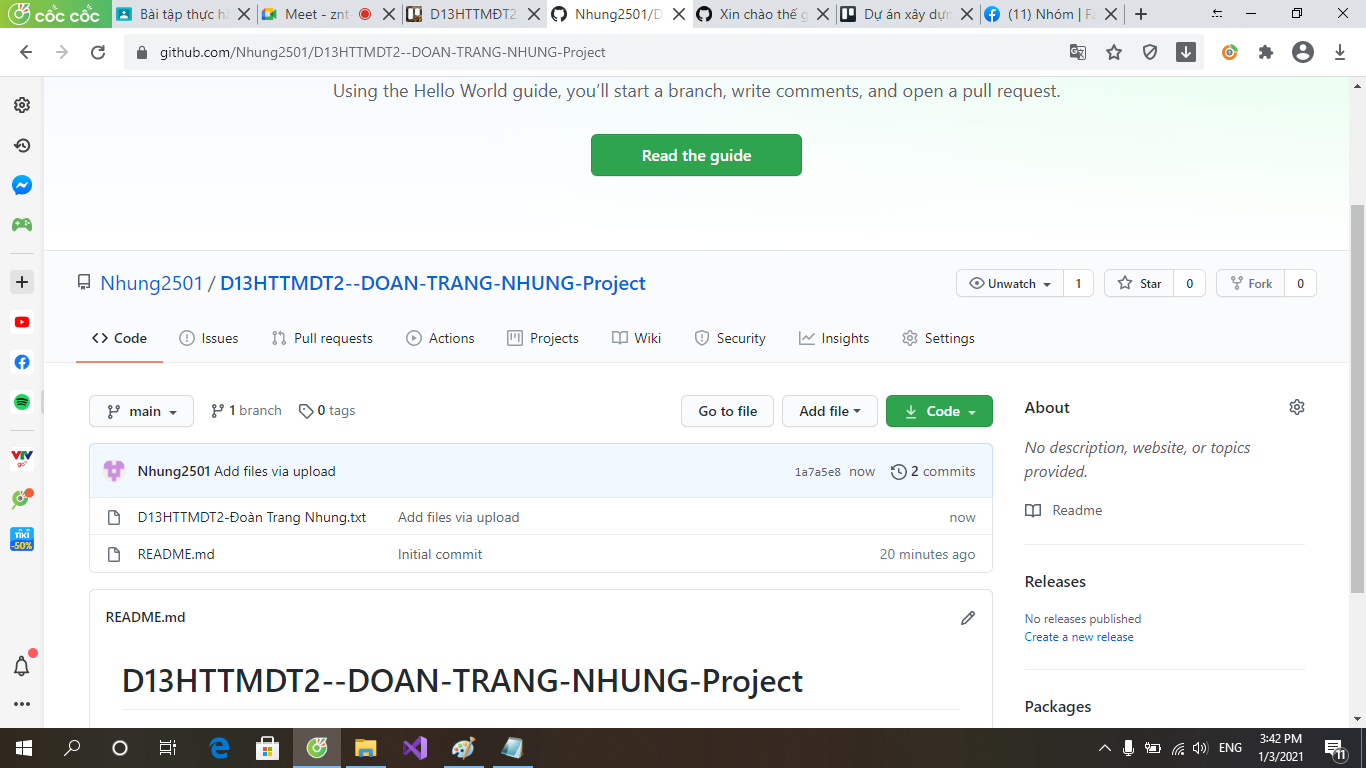 cốc cốc
Bài tập thực hà
Meet - znt
D13HTTMĐT2
Nhung2501/D
Xin chào thế g
Dự án xây dựn
(11) Nhóm | Fa
github.com/Nhung2501/D13HTTMDT2--DOAN-TRANG-NHUNG-Project
Using the Hello World guide, you’ll start a branch, write comments, and open a pull request.
Read the guide
Nhung2501 / D13HTTMDT2--DOAN-TRANG-NHUNG-Project
Unwatch 1
Star 0
Fork 0
Code Issues Pull requests Actions Projects Wiki Security Insights Settings
main 1 branch 0 tags
Go to file Add file Code
About
No description, website, or topics
provided.
Readme
Nhung2501 Add files via upload 1a7a5e8 now 2 commits
D13HTTMDT2-Đoàn Trang Nhung.txt Add files via upload now
README.md Initial commit 20 minutes ago
Releases
No releases published
Create a new release
README.md
D13HTTMDT2--DOAN-TRANG-NHUNG-Project
Packages
VTV
go
TIKI
-50%
ENG
3:42 PM
1/3/2021
11